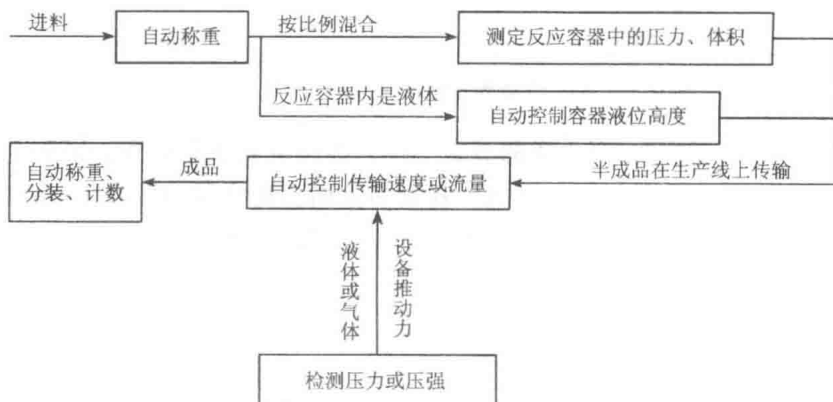 进料
自动称重
按比例混合
测定反应容器中的压力、体积
反应容器内是液体
自动控制容器液位高度
自动称重、
分装、计数
成品
自动控制传输速度或流量
半成品在生产线上传输
液体或气体
设备推动力
检测压力或压强